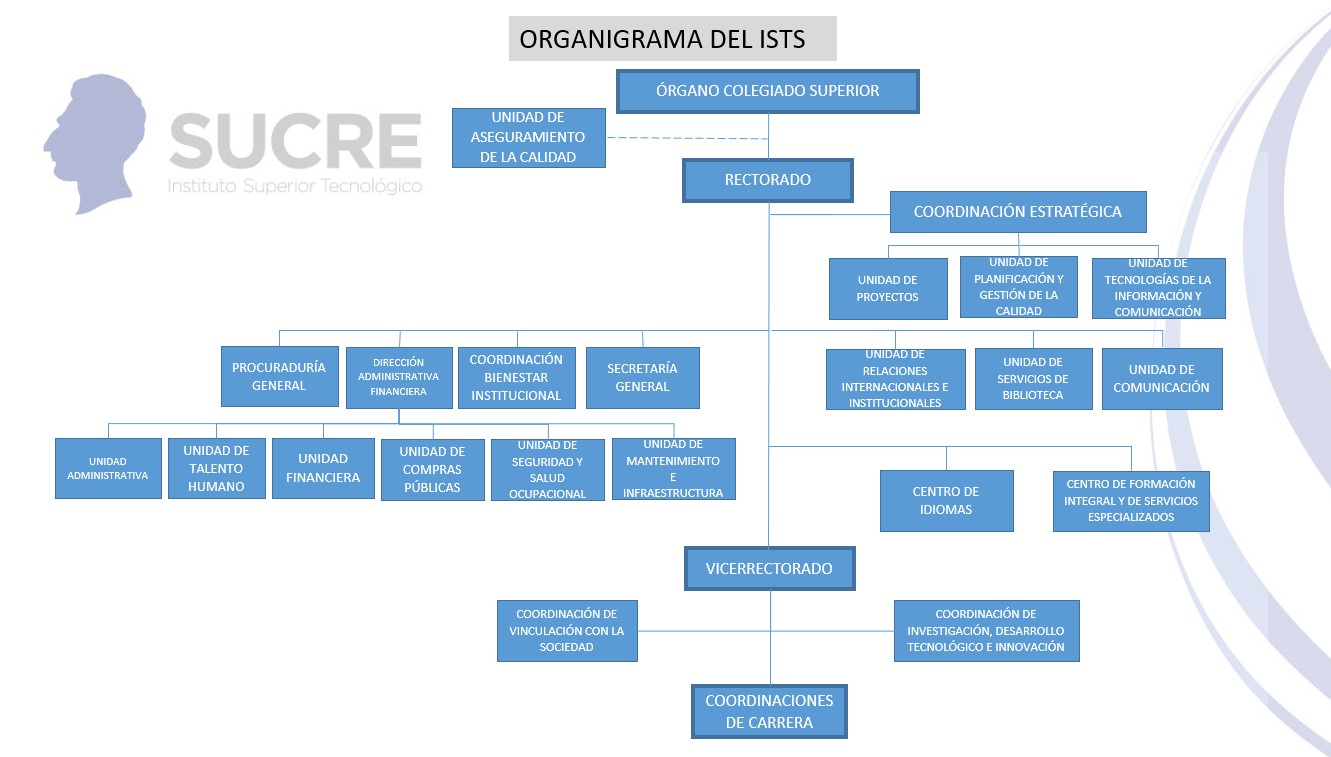 ORGANIGRAMA DEL ISTS
SUCRE
Instituto Superior Tecnológico
ÓRGANO COLEGIADO SUPERIOR
UNIDAD DE
ASEGURAMIENTO
DE LA CALIDAD
RECTORADO
COORDINACIÓN ESTRATÉGICA
UNIDAD DE
PROYECTOS
UNIDAD DE
PLANIFICACIÓN Y
GESTIÓN DE LA
CALIDAD
UNIDAD DE
TECNOLOGÍAS DE LA
INFORMACIÓN Y
COMUNICACIÓN
PROCURADURÍA
GENERAL
DIRECCIÓN
ADMINISTRATIVA
FINANCIERA
COORDINACIÓN
BIENESTAR
INSTITUCIONAL
SECRETARÍA
GENERAL
UNIDAD DE
RELACIONES
INTERNACIONALES E
INSTITUCIONALES
UNIDAD DE
SERVICIOS DE
BIBLIOTECA
UNIDAD DE
COMUNICACIÓN
UNIDAD
ADMINISTRATIVA
UNIDAD DE
TALENTO
HUMANO
UNIDAD
FINANCIERA
UNIDAD DE
COMPRAS
PÚBLICAS
UNIDAD DE
SEGURIDAD Y
SALUD
OCUPACIONAL
UNIDAD DE
MANTENIMIENTO
E
INFRAESTRUCTURA
CENTRO DE
IDIOMAS
CENTRO DE FORMACIÓN
INTEGRAL Y DE SERVICIOS
ESPECIALIZADOS
VICERRECTORADO
COORDINACIÓN DE
VINCULACIÓN CON LA
SOCIEDAD
COORDINACIÓN DE
INVESTIGACIÓN, DESARROLLO
TECNOLÓGICO E INNOVACIÓN
COORDINACIONES
DE CARRERA